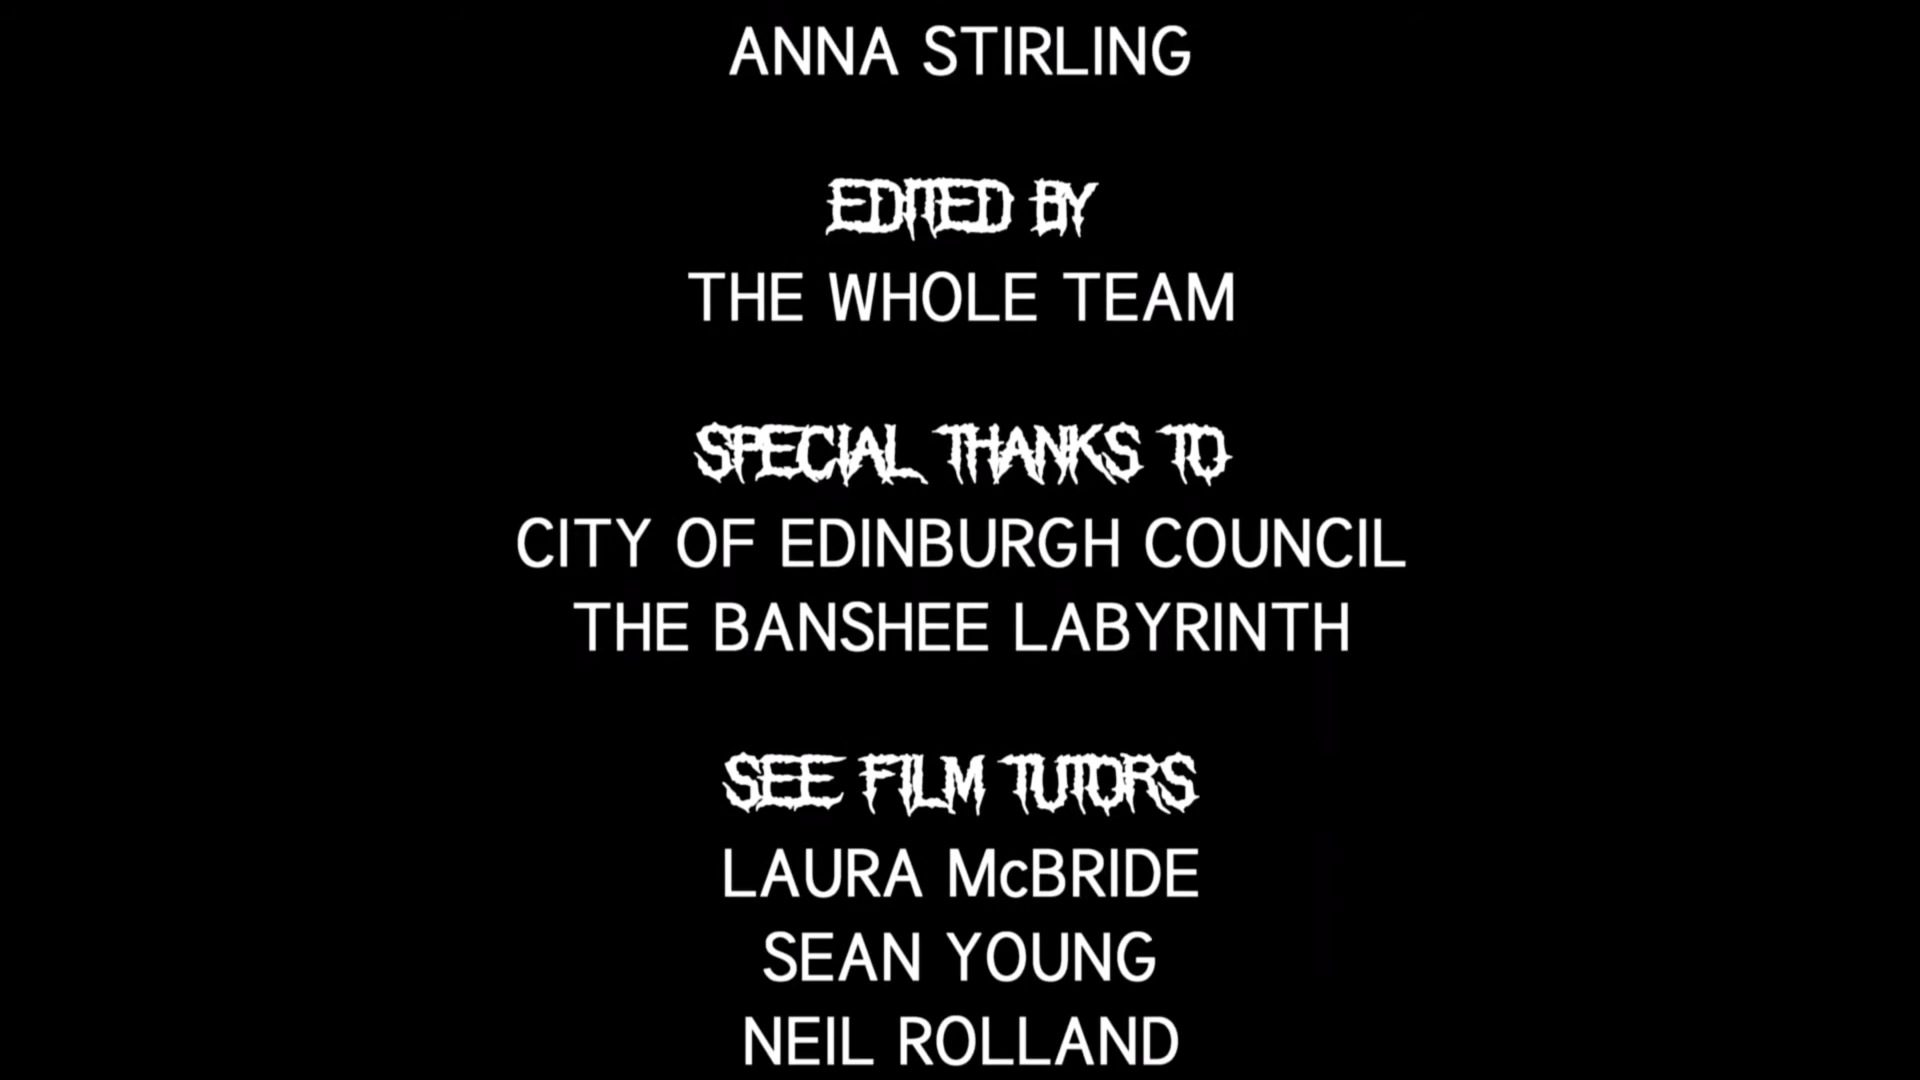 ANNA STIRLING
EDITED BY
THE WHOLE TEAM
SPECIAL THANKS TO
CITY OF EDINBURGH COUNCIL
THE BANSHEE LABYRINTH
SEE FILM TUTORS
LAURA McBRIDE
SEAN YOUNG
NEIL ROLLAND